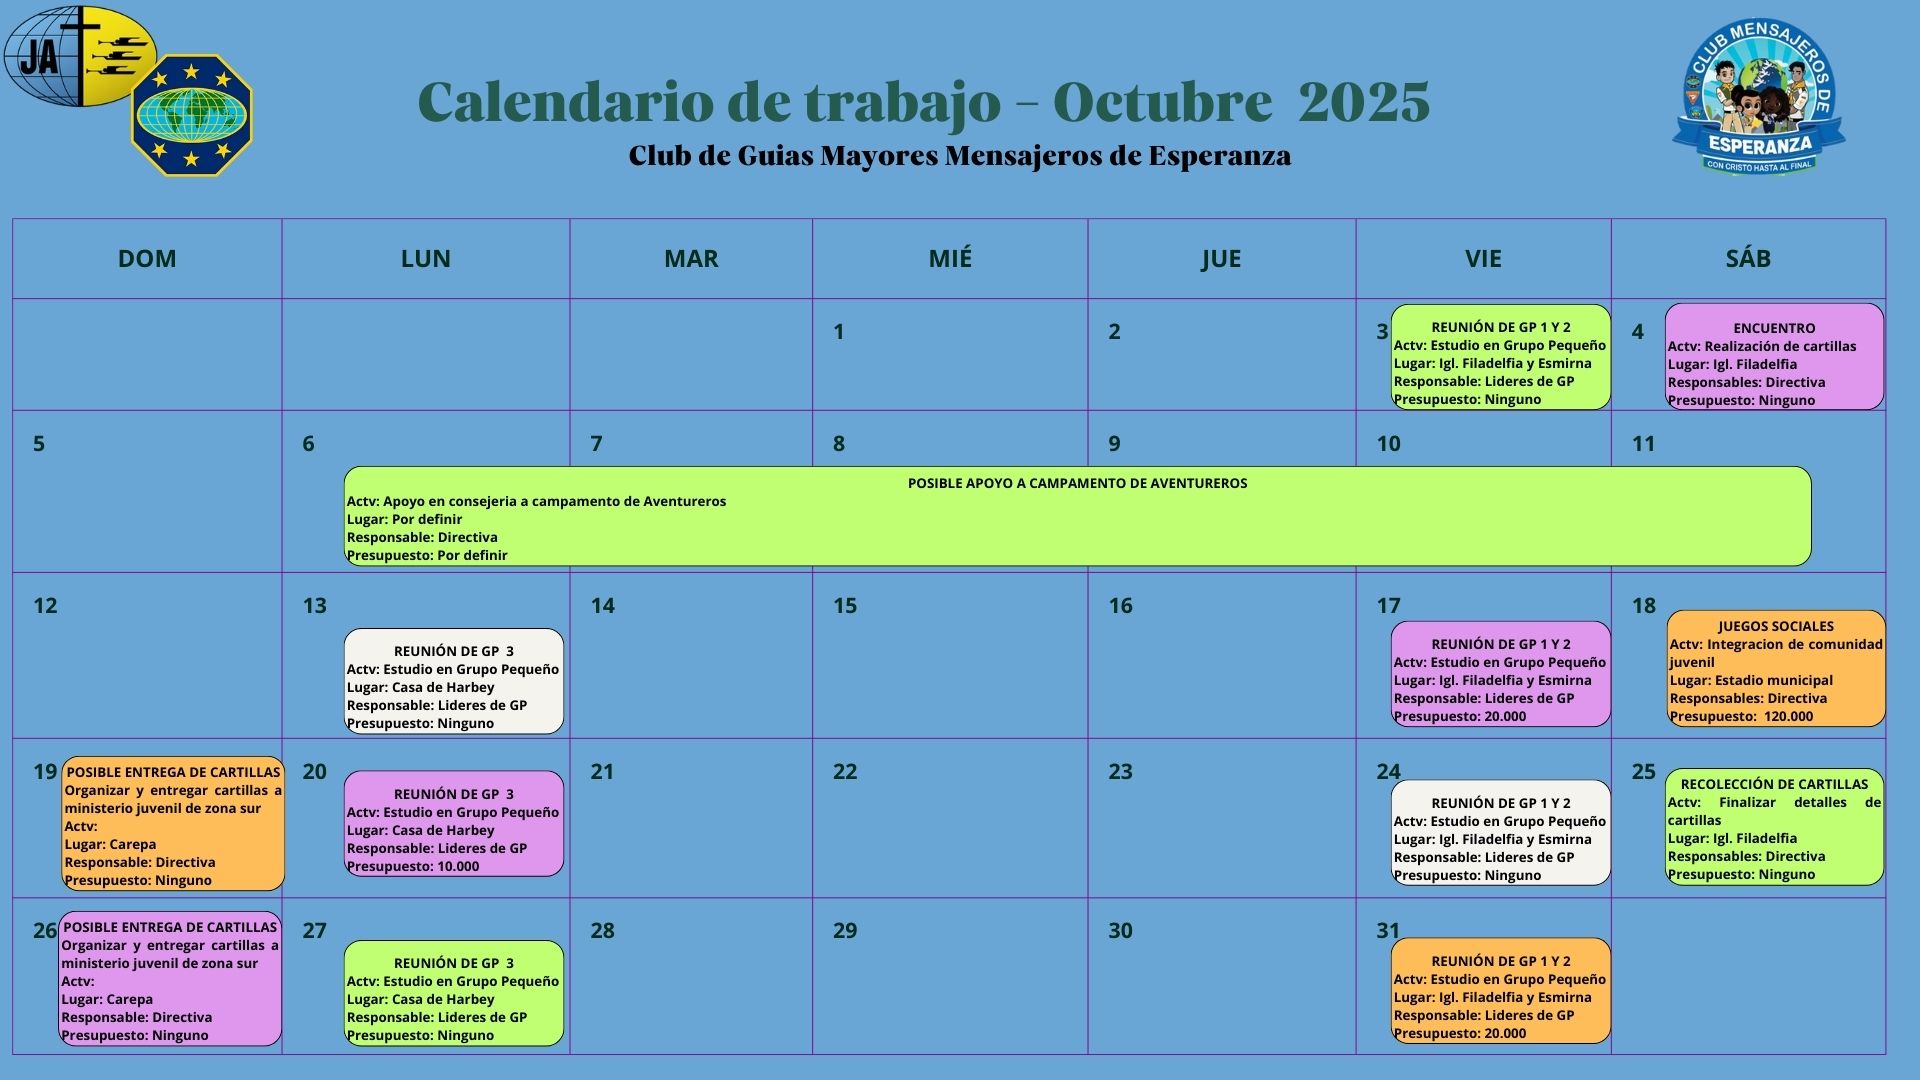 JA
CLUB MENSAJEROS DE
ESPERANZA
CON CRISTO HASTA AL FINAL
Calendario de trabajo – Octubre 2025
Club de Guias Mayores Mensajeros de Esperanza
DOM LUN MAR MIÉ JUE VIE SÁB
1
2
3
REUNIÓN DE GP 1 Y 2
Actv: Estudio en Grupo Pequeño
Lugar: Igl. Filadelfia y Esmirna
Responsable: Lideres de GP
Presupuesto: Ninguno
4
ENCUENTRO
Actv: Realización de cartillas
Lugar: Igl. Filadelfia
Responsables: Directiva
Presupuesto: Ninguno
5
6
7
8
9
10
11
POSIBLE APOYO A CAMPAMENTO DE AVENTUREROS
Actv: Apoyo en consejeria a campamento de Aventureros
Lugar: Por definir
Responsable: Directiva
Presupuesto: Por definir
12
13
REUNIÓN DE GP 3
Actv: Estudio en Grupo Pequeño
Lugar: Casa de Harbey
Responsable: Lideres de GP
Presupuesto: Ninguno
14
15
16
17
REUNIÓN DE GP 1 Y 2
Actv: Estudio en Grupo Pequeño
Lugar: Igl. Filadelfia y Esmirna
Responsable: Lideres de GP
Presupuesto: 20.000
18
JUEGOS SOCIALES
Actv: Integracion de comunidad
juvenil
Lugar: Estadio municipal
Responsables: Directiva
Presupuesto: 120.000
19
POSIBLE ENTREGA DE CARTILLAS
Organizar y entregar cartillas a
ministerio juvenil de zona sur
Actv:
Lugar: Carepa
Responsable: Directiva
Presupuesto: Ninguno
20
REUNIÓN DE GP 3
Actv: Estudio en Grupo Pequeño
Lugar: Casa de Harbey
Responsable: Lideres de GP
Presupuesto: 10.000
21
22
23
24
REUNIÓN DE GP 1 Y 2
Actv: Estudio en Grupo Pequeño
Lugar: Igl. Filadelfia y Esmirna
Responsable: Lideres de GP
Presupuesto: Ninguno
25
RECOLECCIÓN DE CARTILLAS
Actv: Finalizar detalles de
cartillas
Lugar: Igl. Filadelfia
Responsables: Directiva
Presupuesto: Ninguno
26
POSIBLE ENTREGA DE CARTILLAS
Organizar y entregar cartillas a
ministerio juvenil de zona sur
Actv:
Lugar: Carepa
Responsable: Directiva
Presupuesto: Ninguno
27
REUNIÓN DE GP 3
Actv: Estudio en Grupo Pequeño
Lugar: Casa de Harbey
Responsable: Lideres de GP
Presupuesto: Ninguno
28
29
30
31
REUNIÓN DE GP 1 Y 2
Actv: Estudio en Grupo Pequeño
Lugar: Igl. Filadelfia y Esmirna
Responsable: Lideres de GP
Presupuesto: 20.000